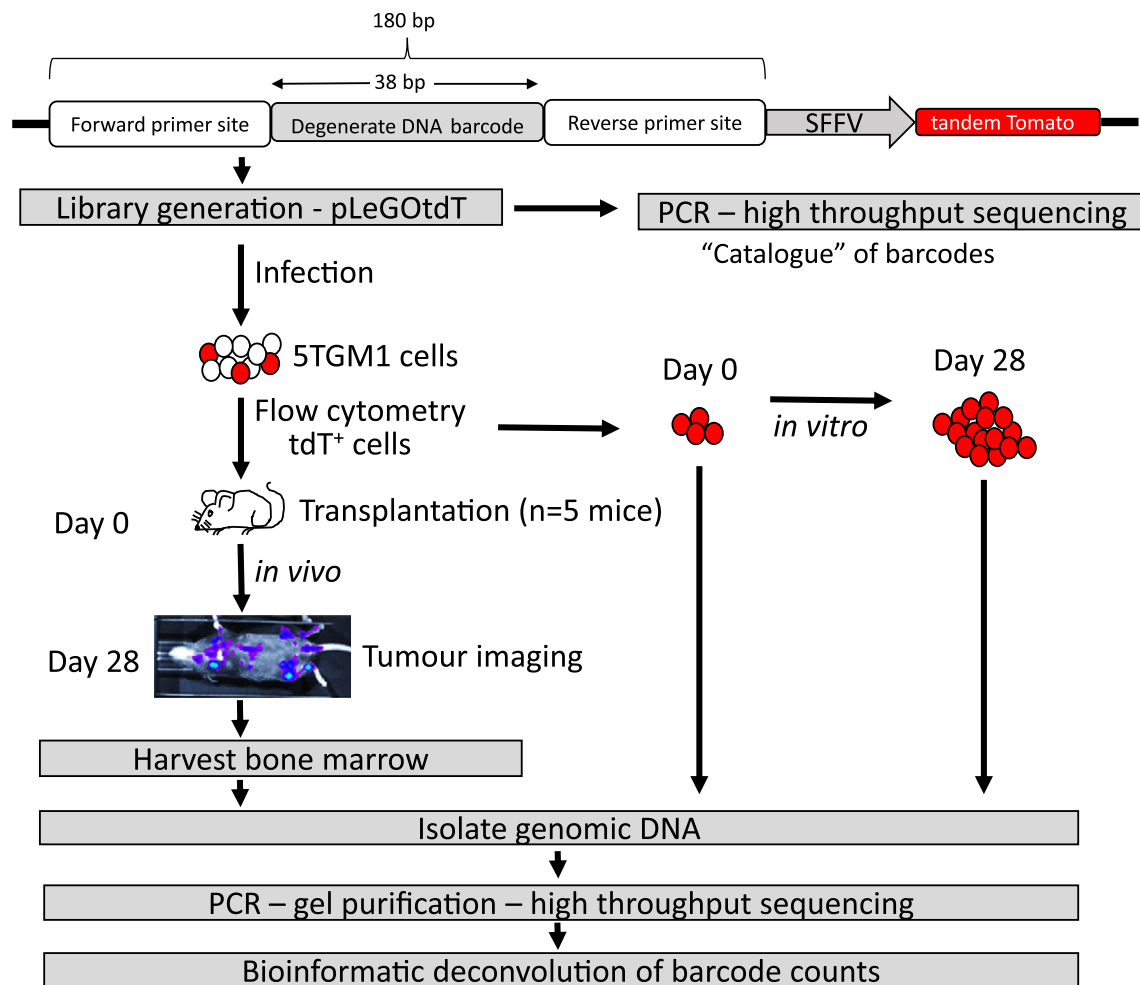 180 bp
38 bp
Forward primer site
Degenerate DNA barcode
Reverse primer site
SFFV
tandem Tomato
Library generation - pLeGOtdT
PCR – high throughput sequencing
“Catalogue” of barcodes
Infection
5TGM1 cells
Flow cytometry
tdT⁺ cells
Day 0
in vitro
Day 28
Day 0
Transplantation (n=5 mice)
in vivo
Day 28
Tumour imaging
Harvest bone marrow
Isolate genomic DNA
PCR – gel purification – high throughput sequencing
Bioinformatic deconvolution of barcode counts